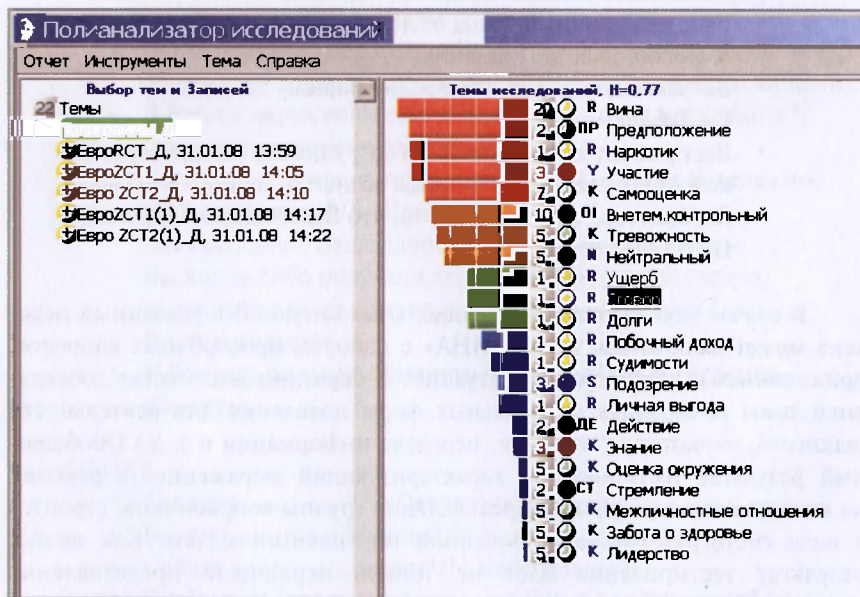 Полианализатор исследований
Отчет Инструменты Тема Справка
Выбор тем и Записей
22 Темы
ЕвроRCT_Д, 31.01.08 13:59
ЕвроZCT1_Д, 31.01.08 14:05
Евро ZCT2_Д, 31.01.08 14:10
ЕвроZCT1(1)_Д, 31.01.08 14:17
Евро ZCT2(1)_Д, 31.01.08 14:22
Темы исследований, H=0,77
20 R Вина
2 ПР Предположение
1 R Наркотик
3 У Участие
7 К Самооценка
10 ОI Внетем.контрольный
5 К Тревожность
5 N Нейтральный
1 R Ущерб
1 R
1 R Долги
1 R Побочный доход
1 R Судимости
3 К Подозрение
1 R Личная выгода
2 ДЕ Действие
3 К Знание
5 К Оценка окружения
2 СТ Стремление
5 К Межличностные отношения
5 К Забота о здоровье
5 К Лидерство